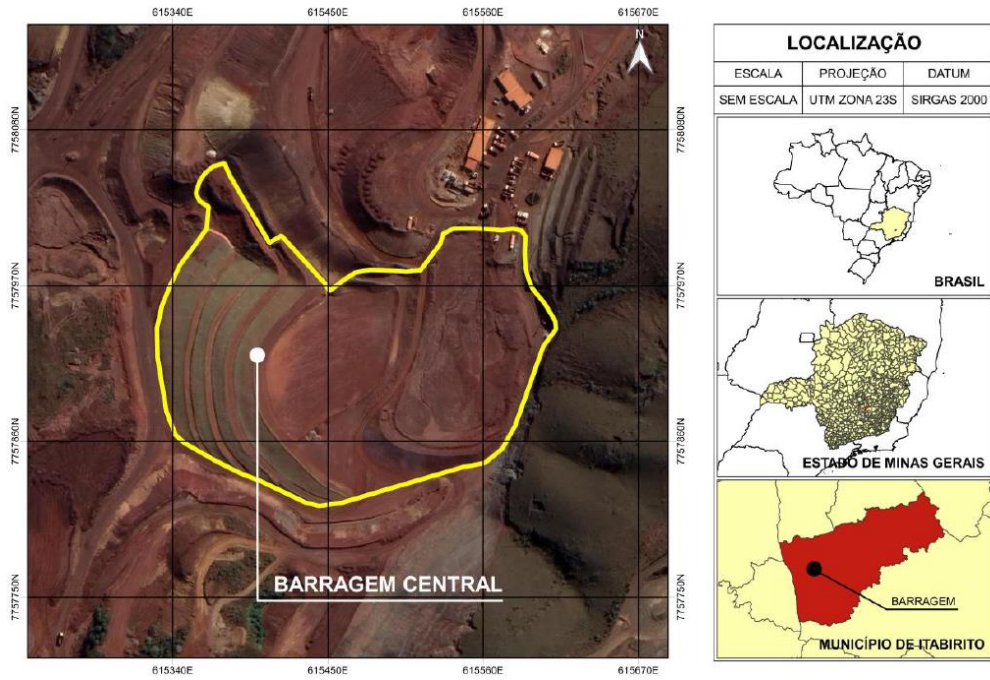 615340E 615450E 615560E 615670E
N
7758080N 7758080N
7757970N 7757970N
7757860N 7757860N
7757750N 7757750N
BARRAGEM CENTRAL
615340E 615450E 615560E 615670E
LOCALIZAÇÃO
ESCALA PROJEÇÃO DATUM
SEM ESCALA UTM ZONA 23S SIRGAS 2000
BRASIL
ESTADO DE MINAS GERAIS
BARRAGEM
MUNICÍPIO DE ITABIRITO